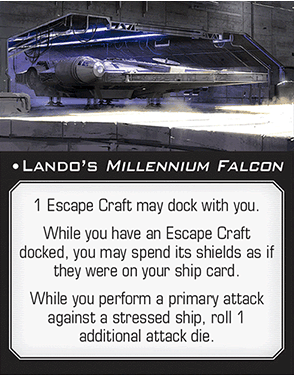 •LANDO'S MILLENNIUM FALCON
1 Escape Craft may dock with you.
While you have an Escape Craft
docked, you may spend its shields as if
they were on your ship card.
While you perform a primary attack
against a stressed ship, roll 1
additional attack die.